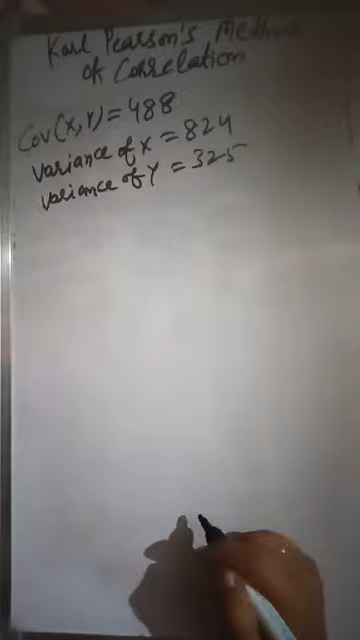 Karl Pearson's Method
of Correlation
Cov(X,Y) = 488
variance of X = 824
variance of Y = 325